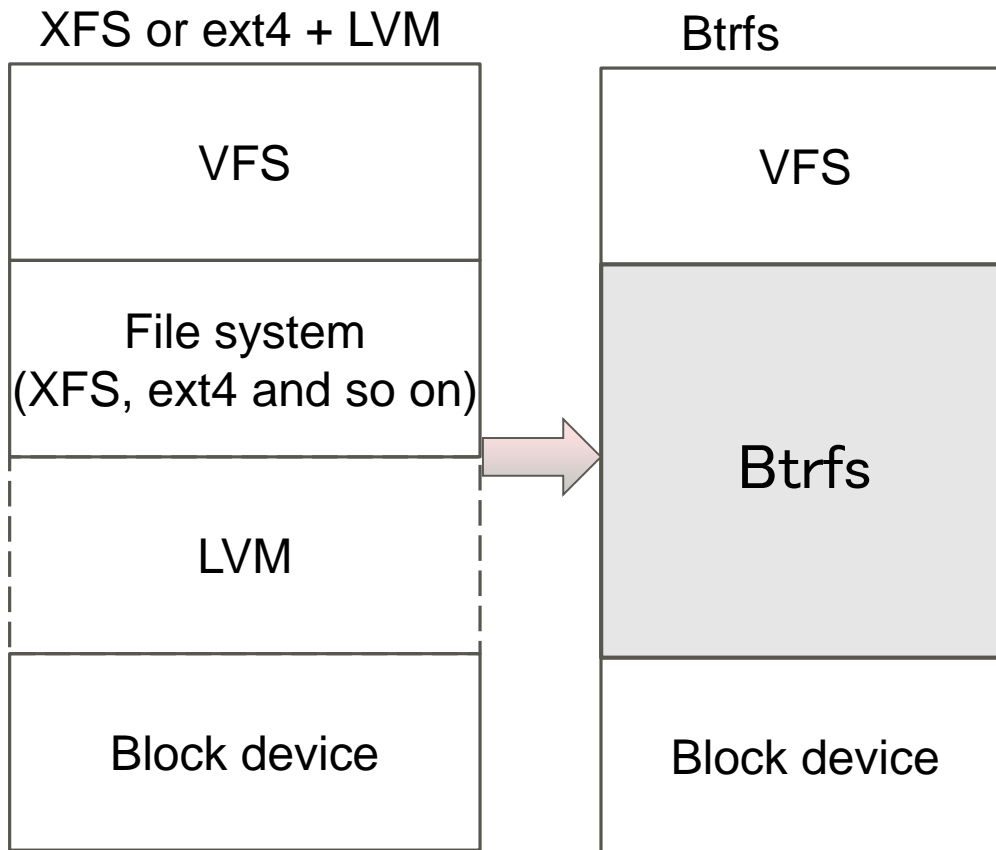 XFS or ext4 + LVM
VFS
File system
(XFS, ext4 and so on)
LVM
Block device
Btrfs
VFS
Btrfs
Block device